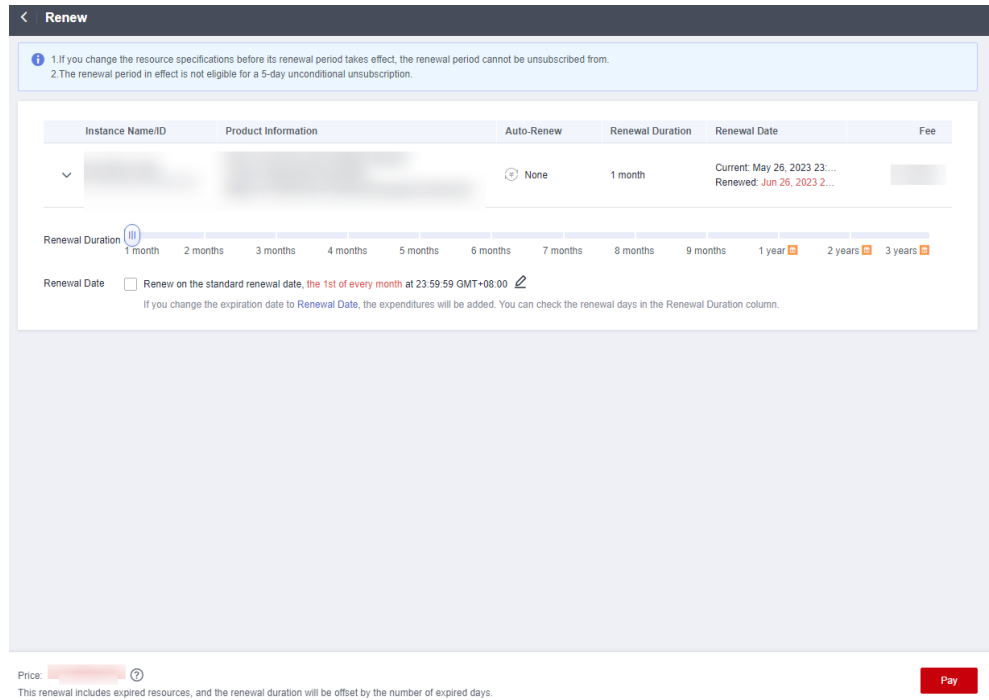 Renew
1.If you change the resource specifications before its renewal period takes effect, the renewal period cannot be unsubscribed from.
2.The renewal period in effect is not eligible for a 5-day unconditional unsubscription.
Instance Name/ID Product Information Auto-Renew Renewal Duration Renewal Date Fee
None 1 month Current: May 26, 2023 23:...
Renewed: Jun 26, 2023 2...
Renewal Duration
1 month 2 months 3 months 4 months 5 months 6 months 7 months 8 months 9 months 1 year 2 years 3 years
Renewal Date Renew on the standard renewal date, the 1st of every month at 23:59:59 GMT+08:00
If you change the expiration date to Renewal Date, the expenditures will be added. You can check the renewal days in the Renewal Duration column.
Price:
Pay
This renewal includes expired resources, and the renewal duration will be offset by the number of expired days.